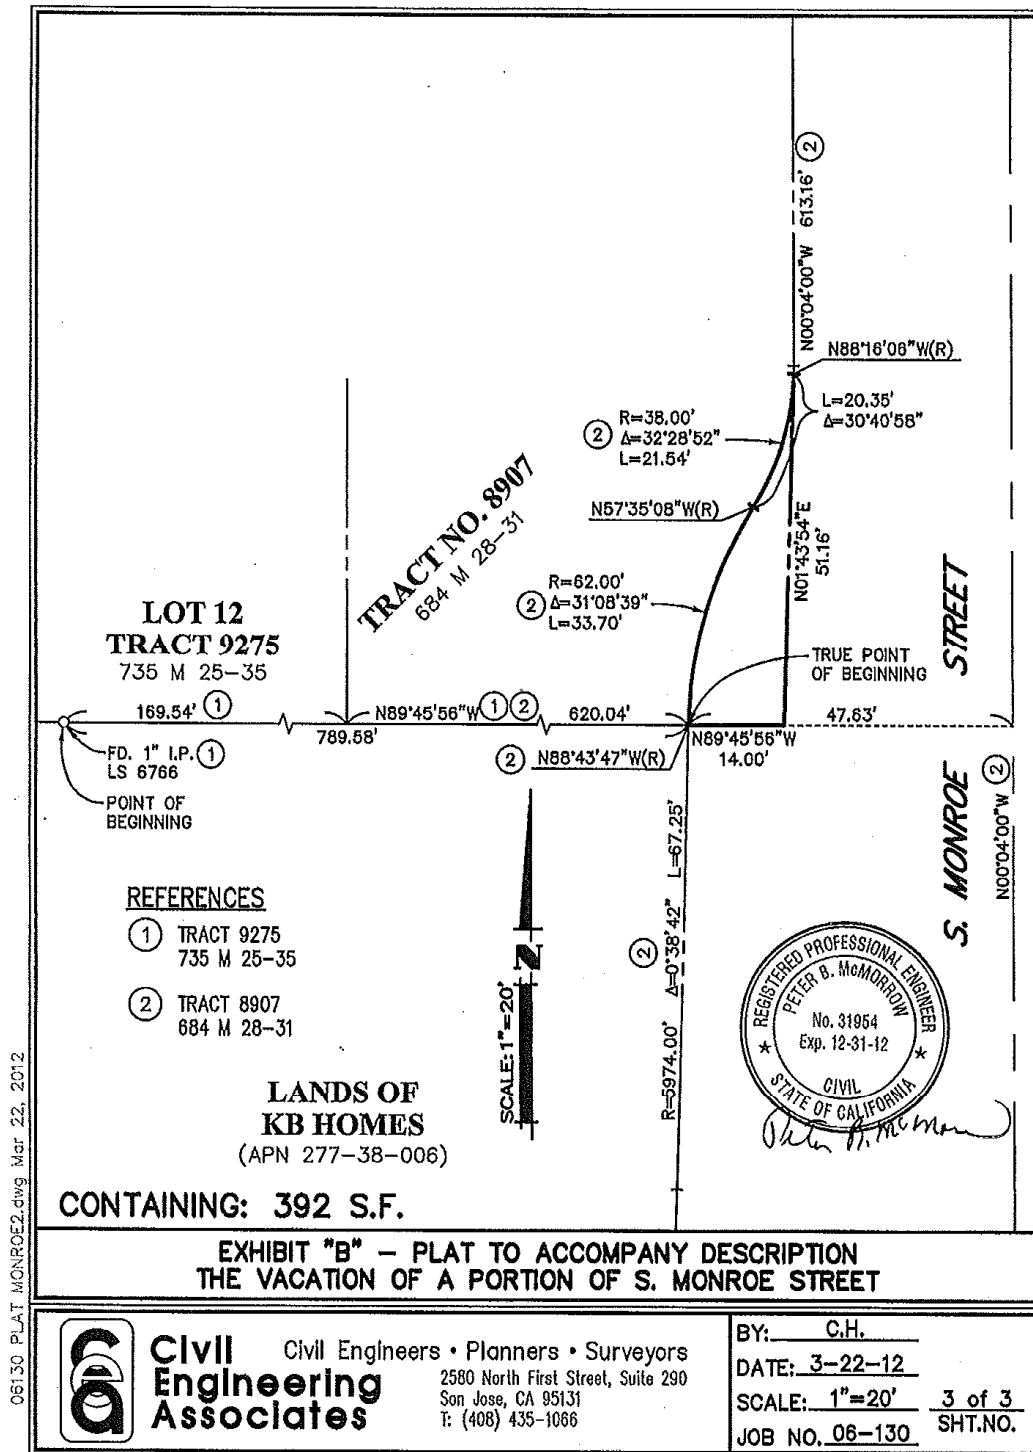 N00°04'00"W 613.16' 2
N88°16'06"W(R)
L=20.35'
Δ=30°40'58"
R=38.00'
2 Δ=32°28'52"
L=21.54'
N57°35'08"W(R)
N01°43'54"E
51.16'
TRACT NO. 8907
684 M 28-31
R=62.00'
2 Δ=31°08'39"
L=33.70'
LOT 12
TRACT 9275
735 M 25-35
TRUE POINT
OF BEGINNING
S. MONROE STREET
169.54' 1
N89°45'56"W 1 2
620.04'
47.63'
789.58'
FD. 1" I.P. 1
LS 6766
POINT OF
BEGINNING
2 N88°43'47"W(R)
N89°45'56"W
14.00'
N00°04'00"W 2
R=5974.00' Δ=0°38'42" L=67.25'
2
REFERENCES
1 TRACT 9275
735 M 25-35
2 TRACT 8907
684 M 28-31
SCALE: 1"=20'
N
REGISTERED PROFESSIONAL ENGINEER
PETER B. McMORROW
No. 31954
Exp. 12-31-12
CIVIL
STATE OF CALIFORNIA
LANDS OF
KB HOMES
(APN 277-38-006)
CONTAINING: 392 S.F.
EXHIBIT "B" – PLAT TO ACCOMPANY DESCRIPTION
THE VACATION OF A PORTION OF S. MONROE STREET
06130 PLAT MONROE2.dwg Mar 22, 2012
cea
Civil
Engineering
Associates
Civil Engineers • Planners • Surveyors
2580 North First Street, Suite 290
Son Jose, CA 95131
T: (408) 435-1066
BY: C.H.
DATE: 3-22-12
SCALE: 1"=20'
JOB NO. 06-130
3 of 3
SHT.NO.